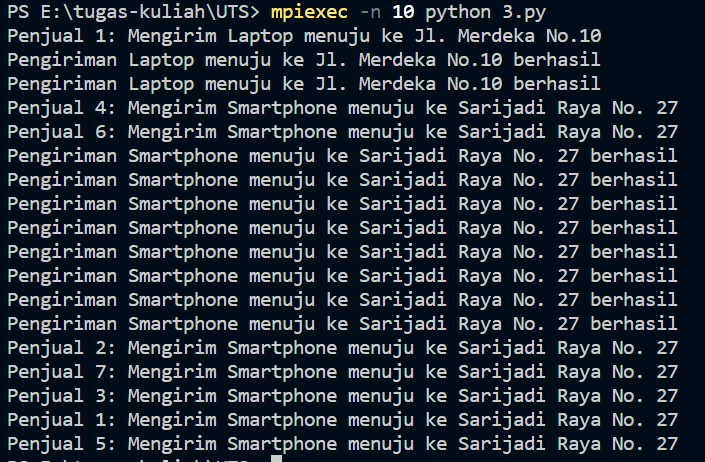 PS E:\tugas-kuliah\UTS> mpiexec -n 10 python 3.py
Penjual 1: Mengirim Laptop menuju ke Jl. Merdeka No.10
Pengiriman Laptop menuju ke Jl. Merdeka No.10 berhasil
Pengiriman Laptop menuju ke Jl. Merdeka No.10 berhasil
Penjual 4: Mengirim Smartphone menuju ke Sarijadi Raya No. 27
Penjual 6: Mengirim Smartphone menuju ke Sarijadi Raya No. 27
Pengiriman Smartphone menuju ke Sarijadi Raya No. 27 berhasil
Pengiriman Smartphone menuju ke Sarijadi Raya No. 27 berhasil
Pengiriman Smartphone menuju ke Sarijadi Raya No. 27 berhasil
Pengiriman Smartphone menuju ke Sarijadi Raya No. 27 berhasil
Pengiriman Smartphone menuju ke Sarijadi Raya No. 27 berhasil
Pengiriman Smartphone menuju ke Sarijadi Raya No. 27 berhasil
Pengiriman Smartphone menuju ke Sarijadi Raya No. 27 berhasil
Pengiriman Smartphone menuju ke Sarijadi Raya No. 27 berhasil
Penjual 2: Mengirim Smartphone menuju ke Sarijadi Raya No. 27
Penjual 7: Mengirim Smartphone menuju ke Sarijadi Raya No. 27
Penjual 3: Mengirim Smartphone menuju ke Sarijadi Raya No. 27
Penjual 1: Mengirim Smartphone menuju ke Sarijadi Raya No. 27
Penjual 5: Mengirim Smartphone menuju ke Sarijadi Raya No. 27